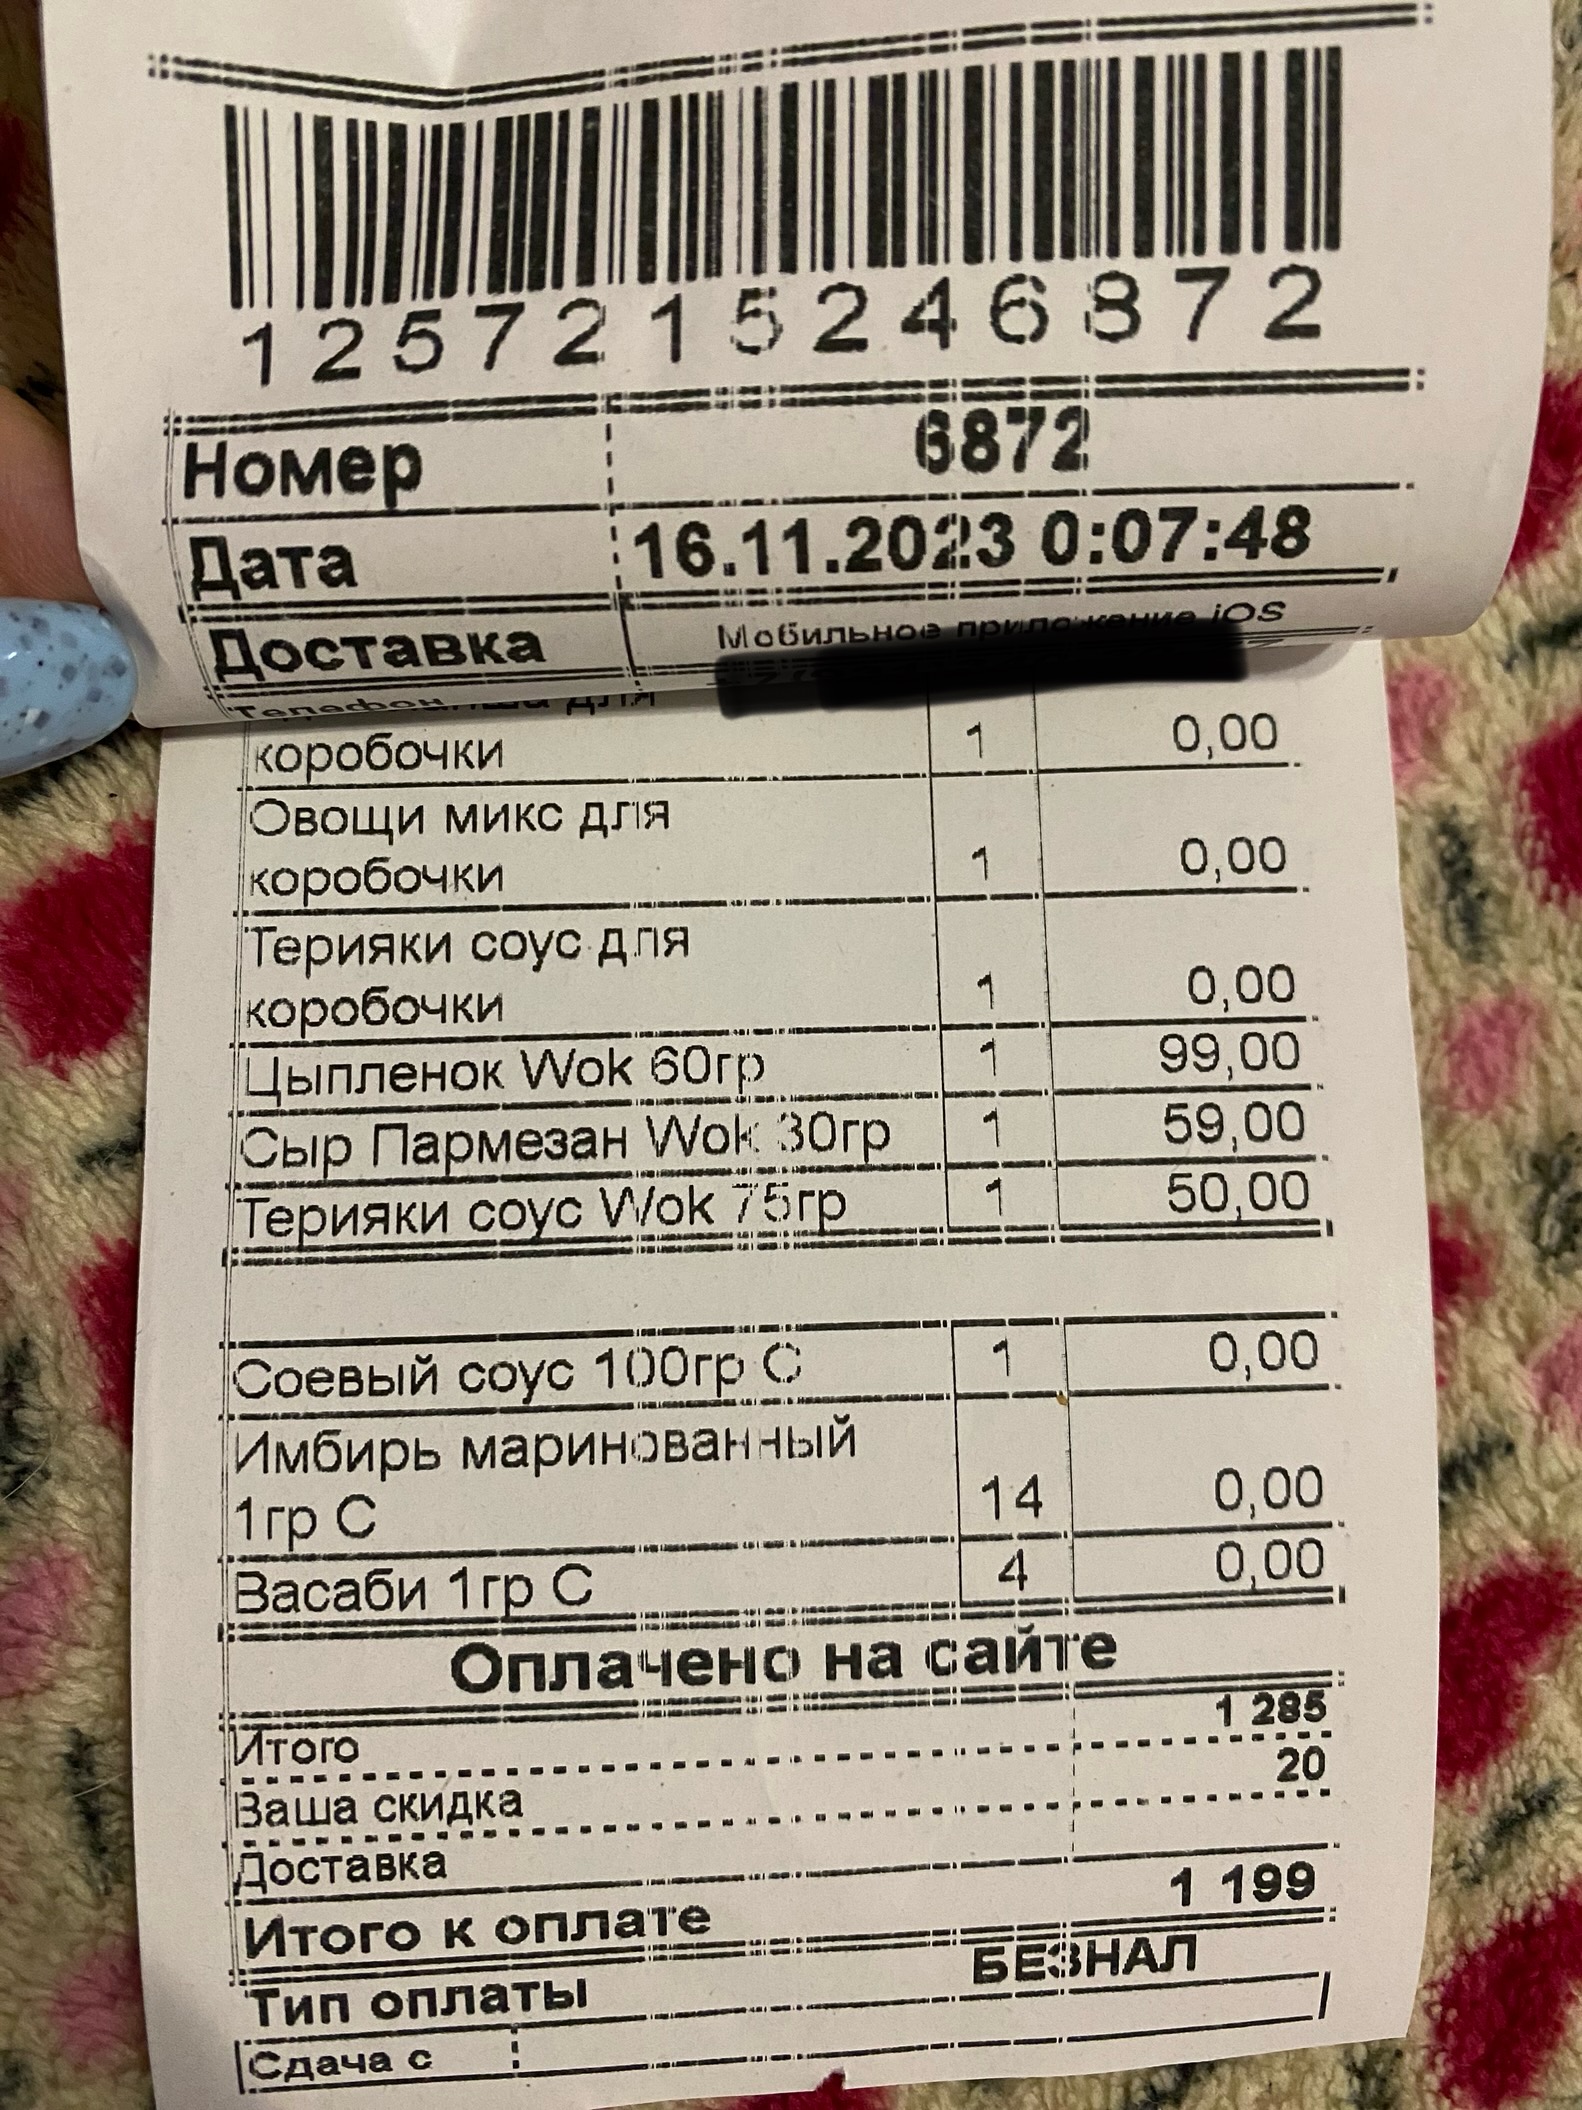 1257215246872
Номер 6872
Дата 16.11.2023 0:07:48
Доставка Мобильное приложение iOS
Телефон для
коробочки 1 0,00
Овощи микс для
коробочки 1 0,00
Терияки соус для
коробочки 1 0,00
Цыпленок Wok 60гр 1 99,00
Сыр Пармезан Wok 30гр 1 59,00
Терияки соус Wok 75гр 1 50,00
Соевый соус 100гр С 1 0,00
Имбирь маринованный
1гр С 14 0,00
Васаби 1гр С 4 0,00
Оплачено на сайте
Итого 1 285
Ваша скидка 20
Доставка
Итого к оплате 1 199
Тип оплаты БЕЗНАЛ
Сдача с